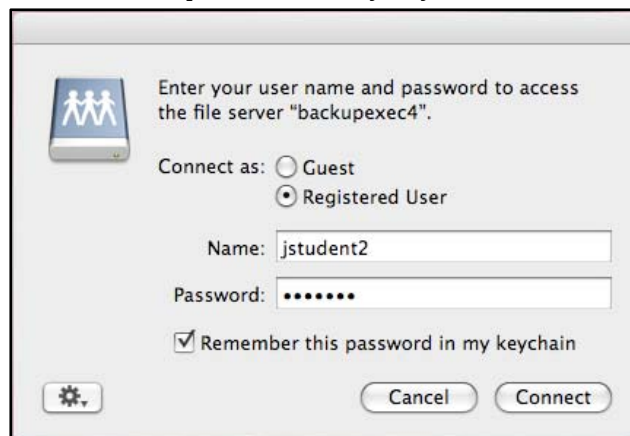 Enter your user name and password to access
the file server “backupexec4”.
Connect as: Guest
Registered User
Name: jstudent2
Password: •••••••
Remember this password in my keychain
Cancel Connect